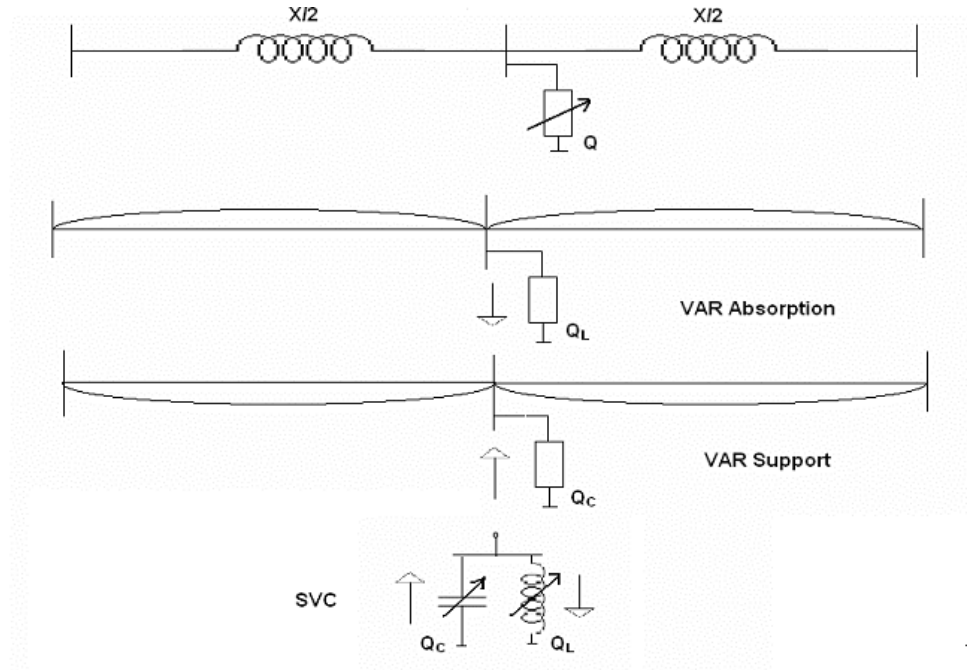 X/2 X/2
Q
VAR Absorption
QL
VAR Support
QC
SVC
QC QL